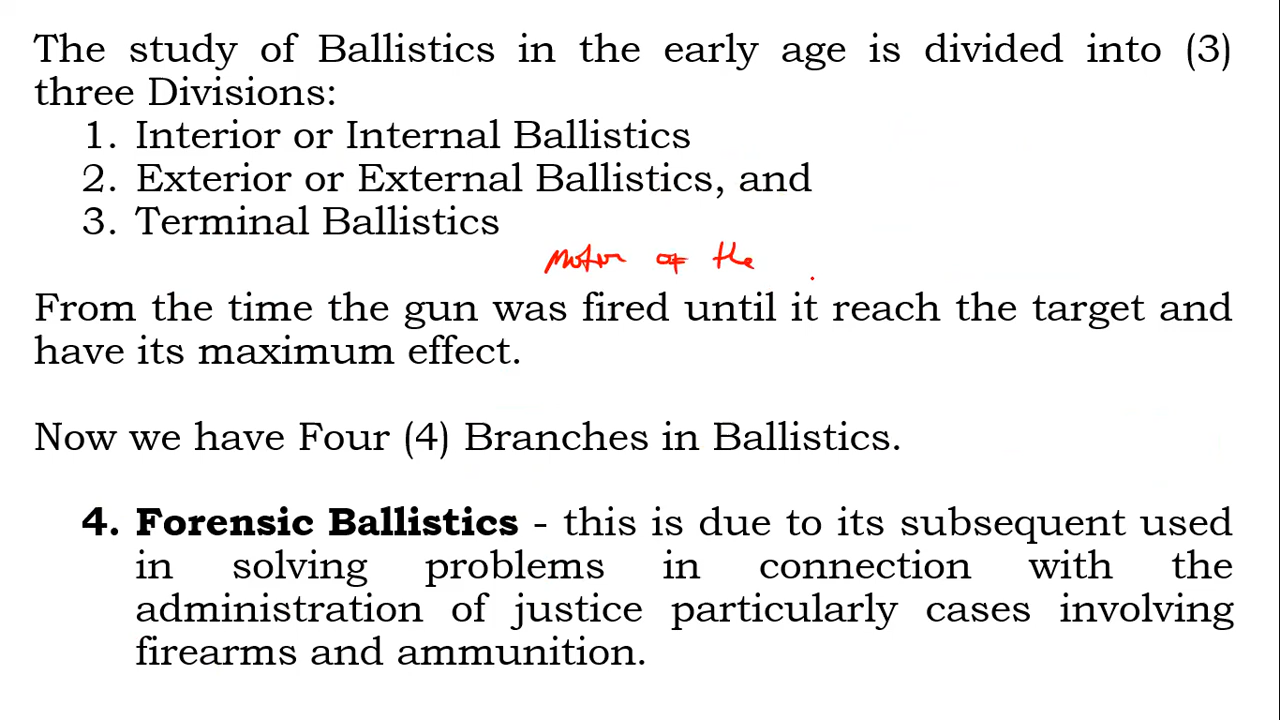 The study of Ballistics in the early age is divided into (3)
three Divisions:
1. Interior or Internal Ballistics
2. Exterior or External Ballistics, and
3. Terminal Ballistics
of the
From the time the gun was fired until it reach the target and
have its maximum effect.
Now we have Four (4) Branches in Ballistics.
4. Forensic Ballistics - this is due to its subsequent used
in solving problems in connection with the
administration of justice particularly cases involving
firearms and ammunition.